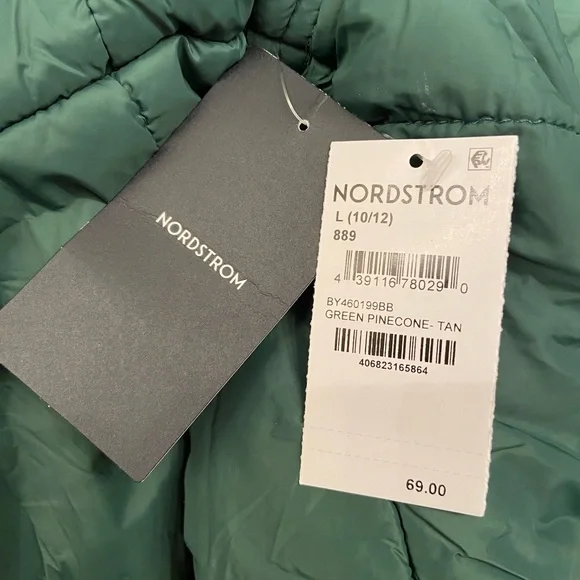 NORDSTROM
NORDSTROM
L (10/12)
889
4 39116 78029 0
BY460199BB
GREEN PINECONE- TAN
406823165864
69.00